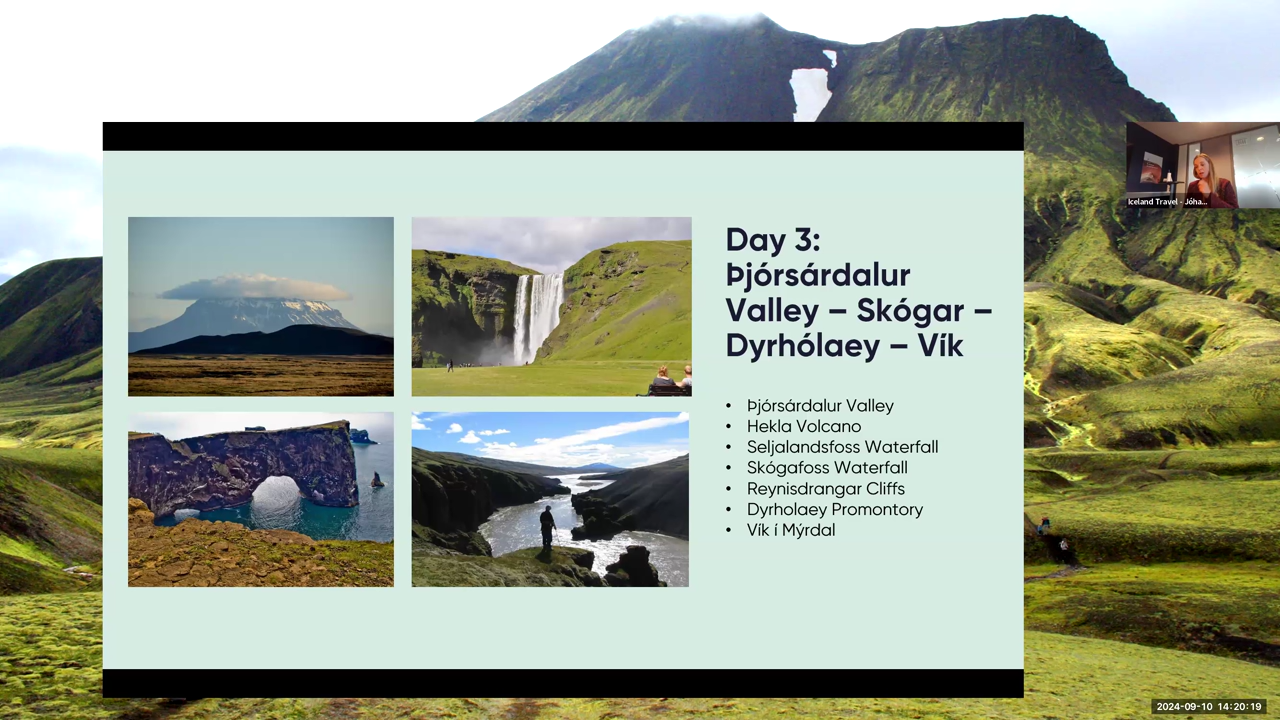 Day 3:
Þjórsárdalur
Valley – Skógar –
Dyrhólaey – Vík
• Þjórsárdalur Valley
• Hekla Volcano
• Seljalandsfoss Waterfall
• Skógafoss Waterfall
• Reynisdrangar Cliffs
• Dyrholaey Promontory
• Vík í Mýrdal
Iceland Travel - Jóha...
2024-09-10 14:20:19